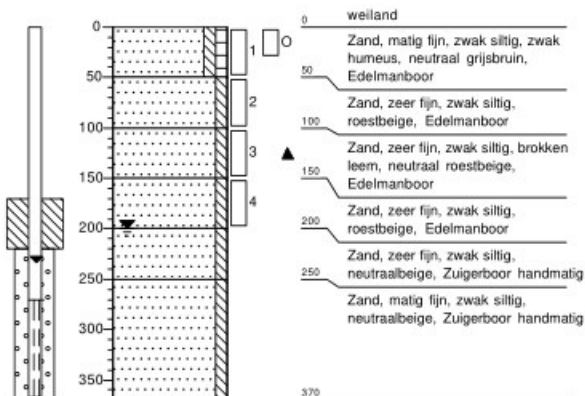 0
50
100
150
200
250
300
350
1
2
3
4
0
weiland
Zand, matig fijn, zwak siltig, zwak
humeus, neutraal grijsbruin,
Edelmanboor
50
Zand, zeer fijn, zwak siltig,
roestbeige, Edelmanboor
100
Zand, zeer fijn, zwak siltig, brokken
leem, neutraal roestbeige,
Edelmanboor
150
Zand, zeer fijn, zwak siltig,
roestbeige, Edelmanboor
200
Zand, zeer fijn, zwak siltig,
neutraalbeige, Zuigerboor handmatig
250
Zand, matig fijn, zwak siltig,
neutraalbeige, Zuigerboor handmatig
370